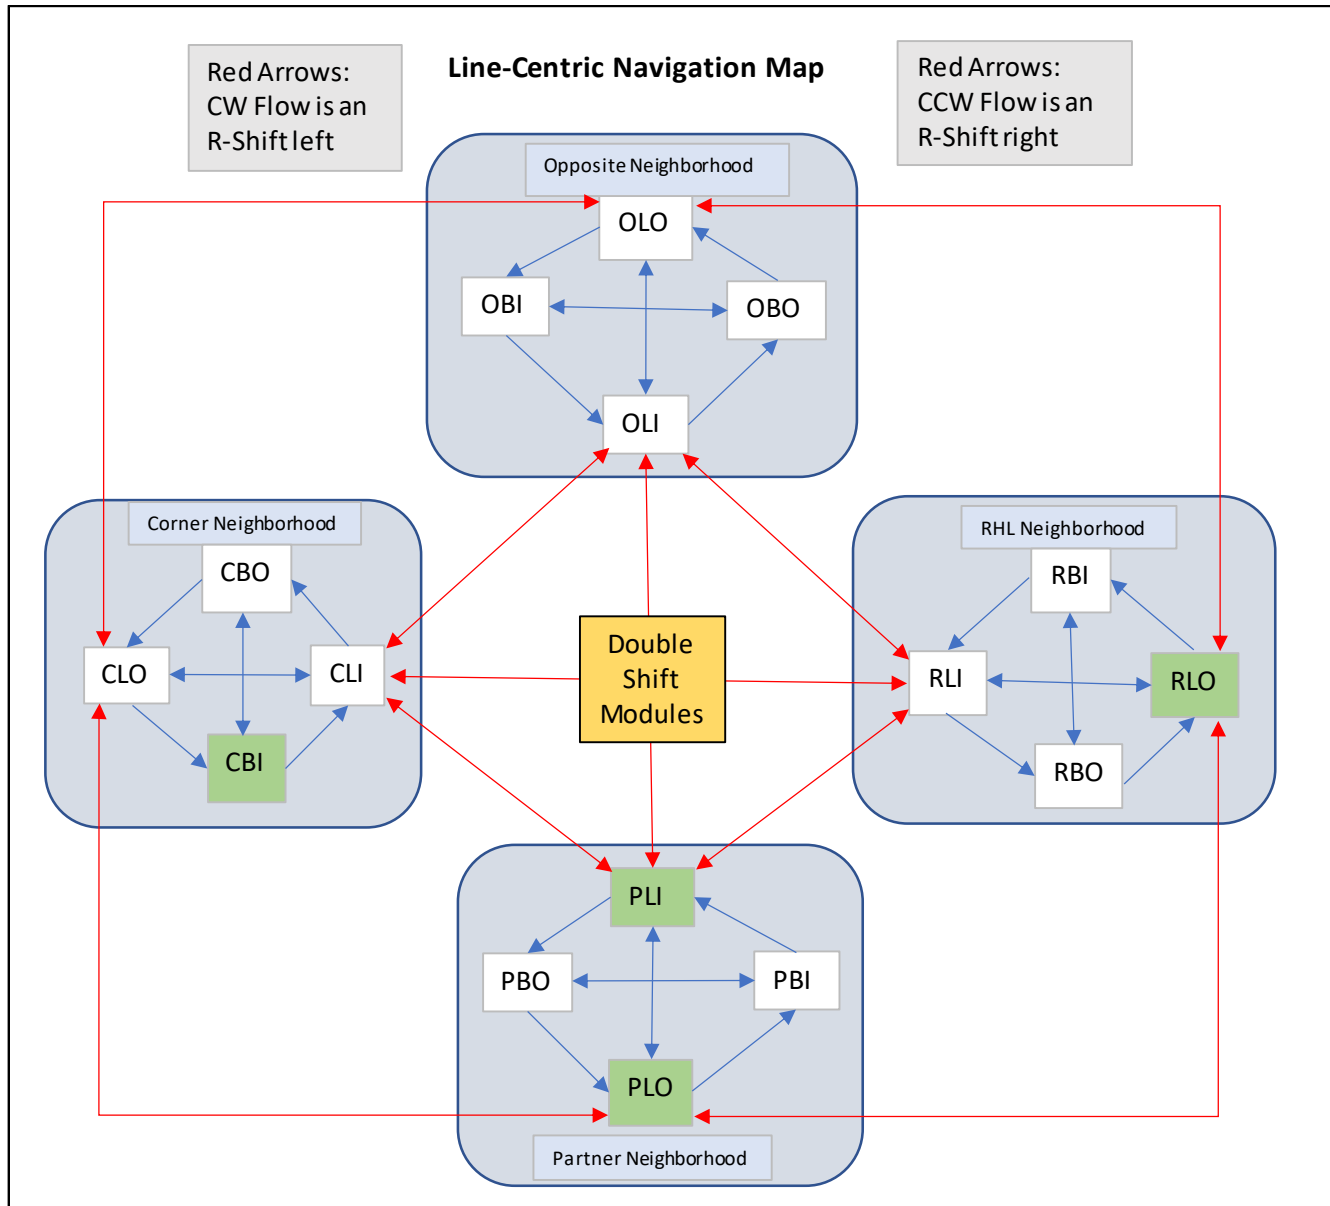 Line-Centric Navigation Map
Red Arrows:
CW Flow is an
R-Shift left
Red Arrows:
CCW Flow is an
R-Shift right
Opposite Neighborhood
OLO
OBI
OBO
OLI
Corner Neighborhood
CBO
CLO
CLI
CBI
Double
Shift
Modules
RHL Neighborhood
RBI
RLI
RLO
RBO
PLI
PBO
PBI
PLO
Partner Neighborhood